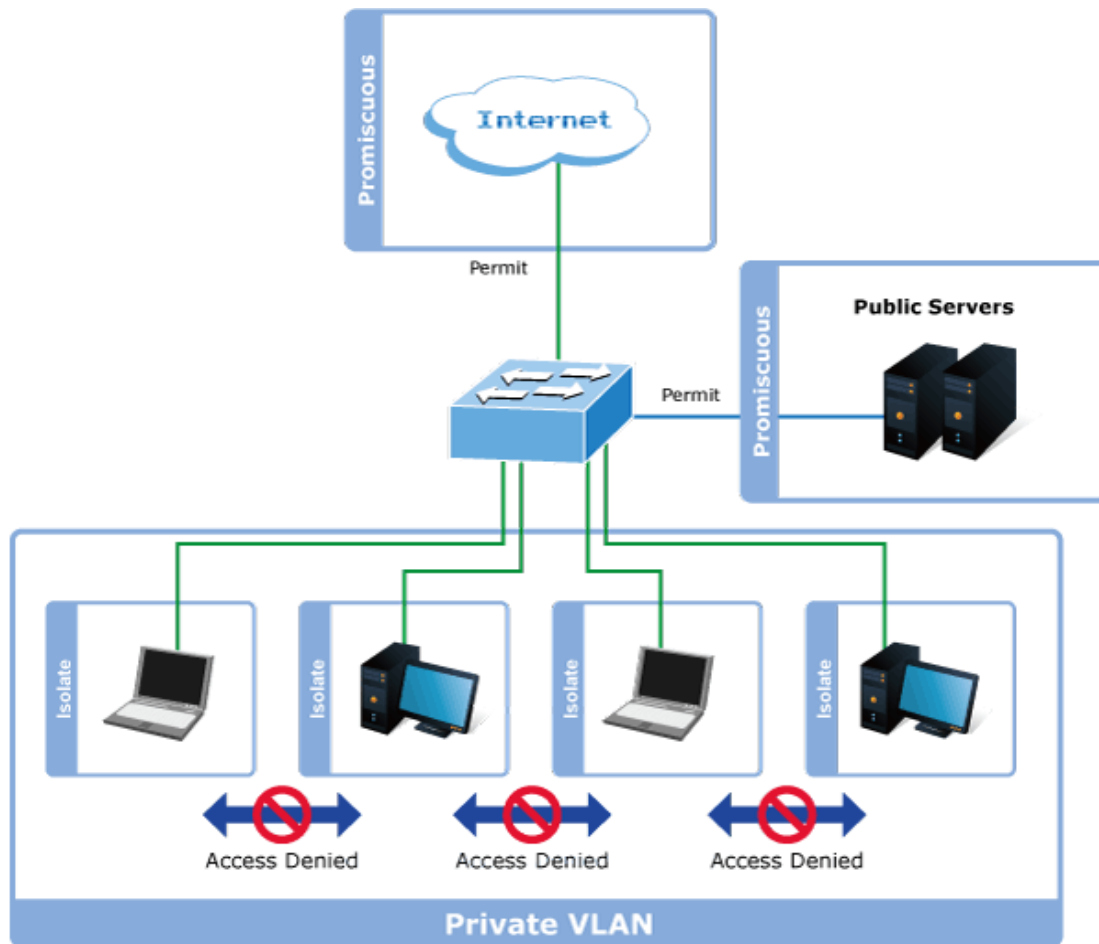 Promiscuous
Internet
Permit
Promiscuous
Public Servers
Permit
Isolate
Isolate
Isolate
Isolate
Access Denied
Access Denied
Access Denied
Private VLAN